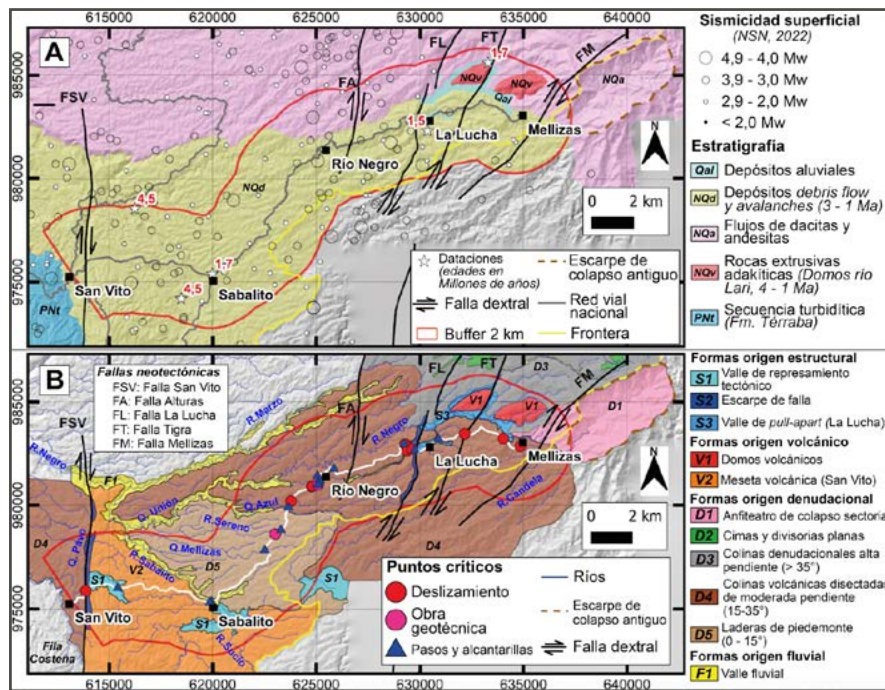 615000 620000 625000 630000 635000 640000
A
985000
980000
975000
FSV
FA
FL
FT
FM
1,7
NQv
NQv
NQa
Qal
1,5
La Lucha
Mellizas
Río Negro
NQd
4,5
1,7
4,5
San Vito
Sabalito
PNt
N
0 2 km
Dataciones (edades en Millones de años)
Falla dextral
Buffer 2 km
Escarpe de colapso antiguo
Red vial nacional
Frontera
Sismicidad superficial
(NSN, 2022)
4,9 - 4,0 Mw
3,9 - 3,0 Mw
2,9 - 2,0 Mw
< 2,0 Mw
Estratigrafía
Qal Depósitos aluviales
NQd Depósitos debris flow y avalanches (3 - 1 Ma)
NQa Flujos de dacitas y andesitas
NQv Rocas extrusivas adakíticas (Domos río Lari, 4 - 1 Ma)
PNt Secuencia turbidítica (Fm. Térraba)
B
Fallas neotectónicas
FSV: Falla San Vito
FA: Falla Alturas
FL: Falla La Lucha
FT: Falla Tigra
FM: Falla Mellizas
985000
980000
975000
FSV
FA
FL
FT
FM
D3
V1
V1
S3
D1
R.Marzo
R.Negro
R.Negro
F1
La Lucha
Mellizas
Río Negro
Q.Unión
Q.Azul
R.Sereno
R.Candela
D4
Q.Pavo
Q.Mellizas
R.Sabalito
D5
D4
V2
S1
S1
S1
San Vito
Sabalito
Fila Costeña
N
0 2 km
Puntos críticos
Deslizamiento
Obra geotécnica
Pasos y alcantarillas
Ríos
Escarpe de colapso antiguo
Falla dextral
Formas origen estructural
S1 Valle de represamiento tectónico
S2 Escarpe de falla
S3 Valle de pull-apart (La Lucha)
Formas origen volcánico
V1 Domos volcánicos
V2 Meseta volcánica (San Vito)
Formas origen denudacional
D1 Anfiteatro de colapso sectorial
D2 Cimas y divisorias planas
D3 Colinas denudacionales alta pendiente (> 35°)
D4 Colinas volcánicas disectadas de moderada pendiente (15-35°)
D5 Laderas de piedemonte (0 - 15°)
Formas origen fluvial
F1 Valle fluvial
615000 620000 625000 630000 635000 640000